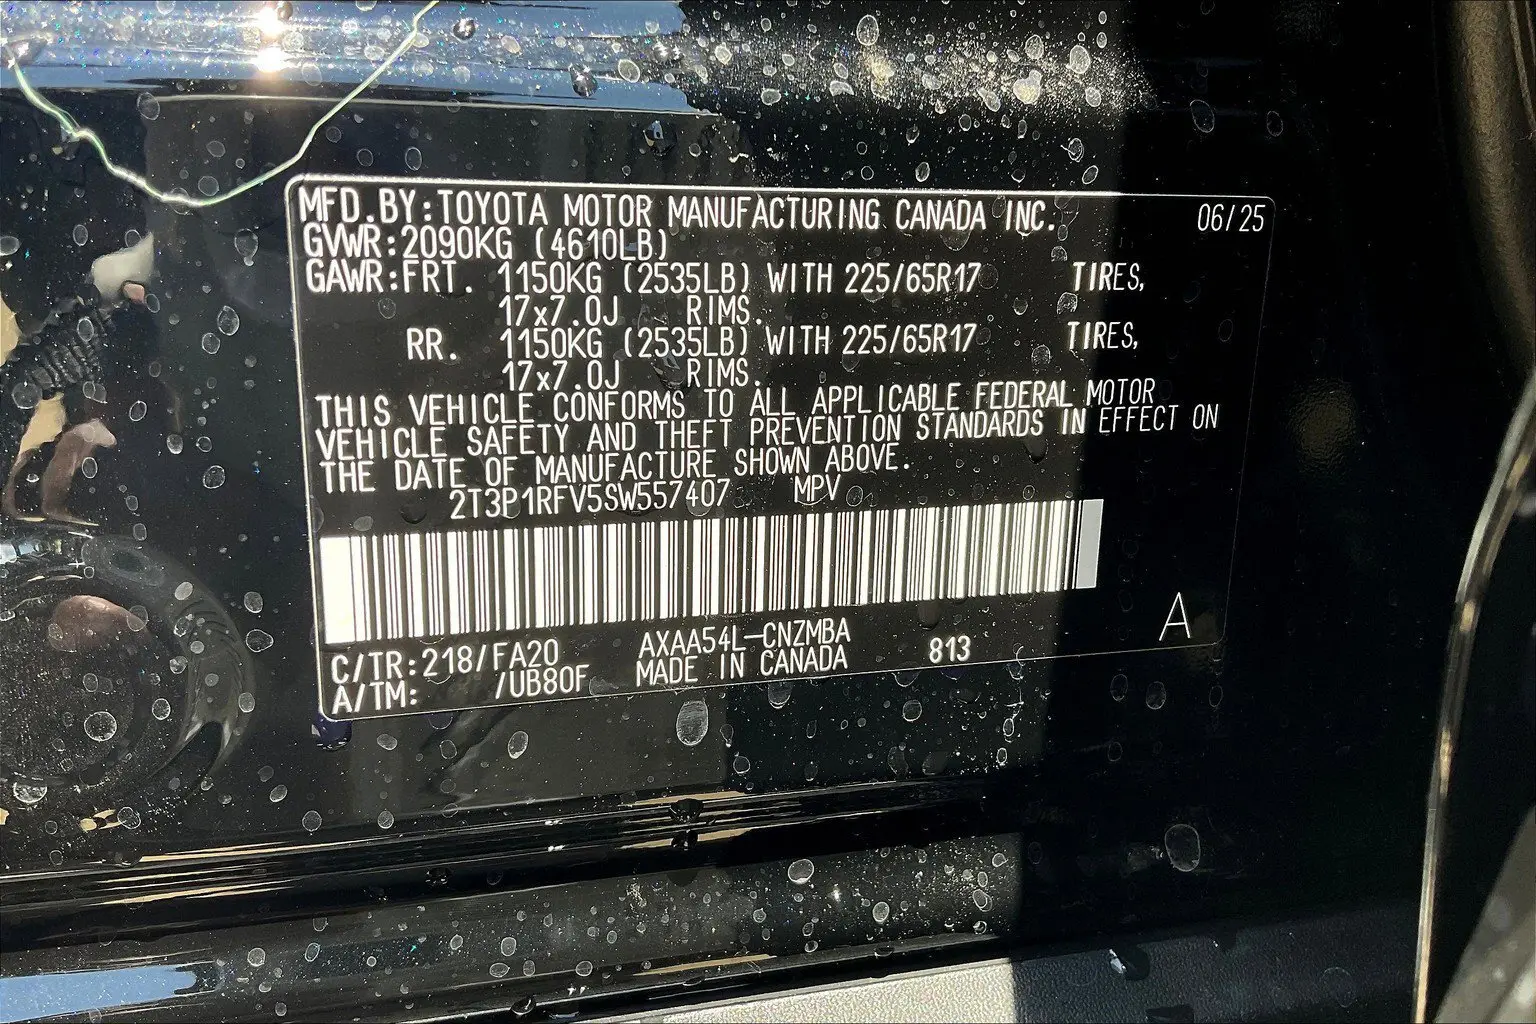 MFD.BY:TOYOTA MOTOR MANUFACTURING CANADA INC. 06/25
GVWR:2090KG (4610LB)
GAWR:FRT. 1150KG (2535LB) WITH 225/65R17 TIRES,
17x7.0J RIMS.
RR. 1150KG (2535LB) WITH 225/65R17 TIRES,
17x7.0J RIMS.
THIS VEHICLE CONFORMS TO ALL APPLICABLE FEDERAL MOTOR
VEHICLE SAFETY AND THEFT PREVENTION STANDARDS IN EFFECT ON
THE DATE OF MANUFACTURE SHOWN ABOVE.
2T3P1RFV5SW557407 MPV
C/TR:218/FA20 AXAA54L-CNZMBA 813 A
A/TM: /UB80F MADE IN CANADA